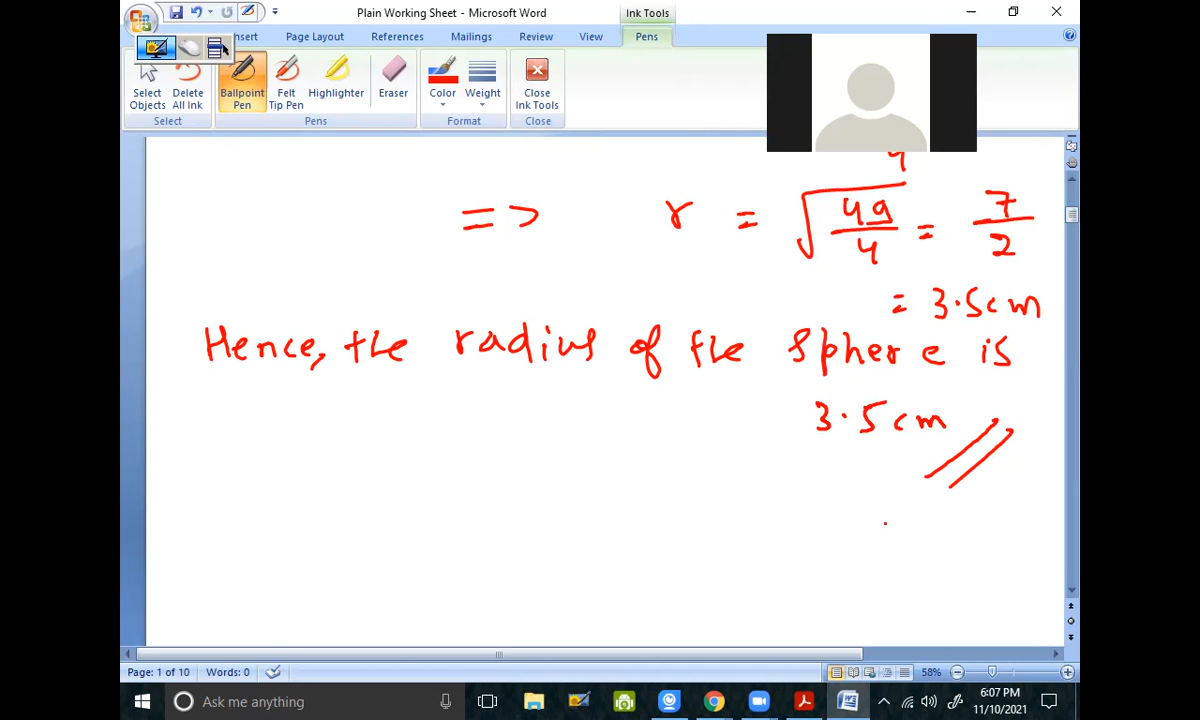 Plain Working Sheet - Microsoft Word
Ink Tools
Insert Page Layout References Mailings Review View Pens
Select Objects
Delete All Ink
Ballpoint Pen
Felt Tip Pen
Highlighter
Eraser
Color
Weight
Close Ink Tools
Select
Pens
Format
Close
4
=> r = √49/4 = 7/2
= 3.5cm
Hence, the radius of the sphere is
3.5cm
Page: 1 of 10 Words: 0
58%
Ask me anything
6:07 PM
11/10/2021